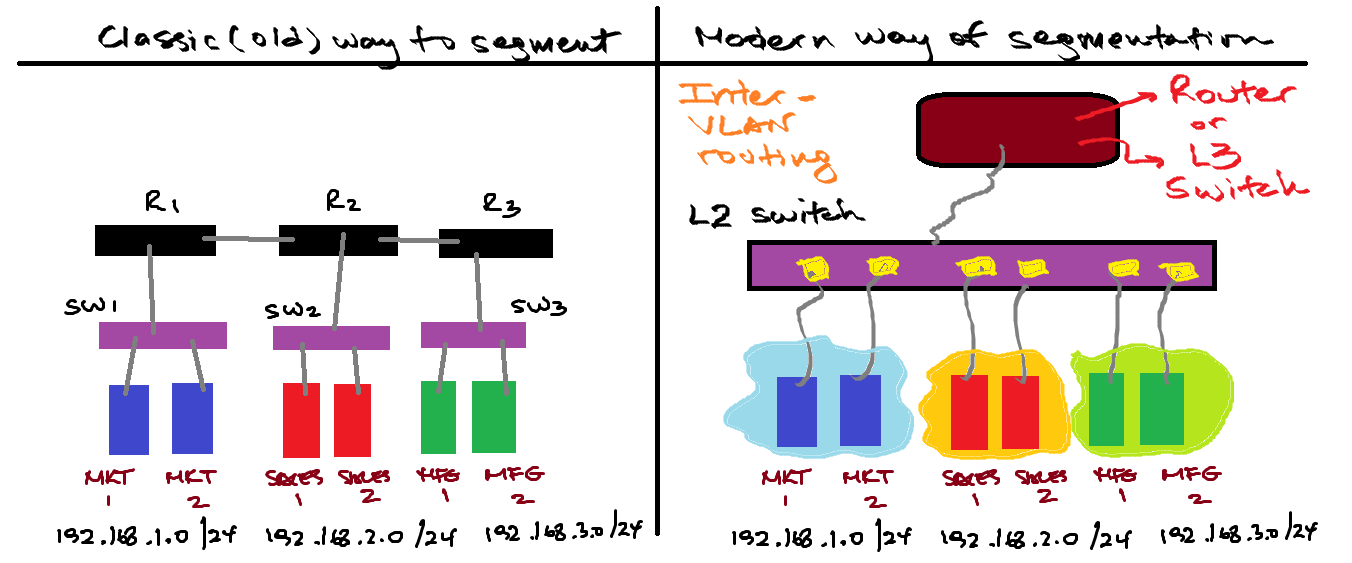 Classic (old) way to segment
Modern way of segmentation
R1
R2
R3
SW1
SW2
SW3
MKT
1
MKT
2
SALES
1
SALES
2
MFG
1
MFG
2
192.168.1.0/24
192.168.2.0/24
192.168.3.0/24
Inter-
VLAN
routing
Router
or
L3
Switch
L2 switch
MKT
1
MKT
2
SALES
1
SALES
2
MFG
1
MFG
2
192.168.1.0/24
192.168.2.0/24
192.168.3.0/24